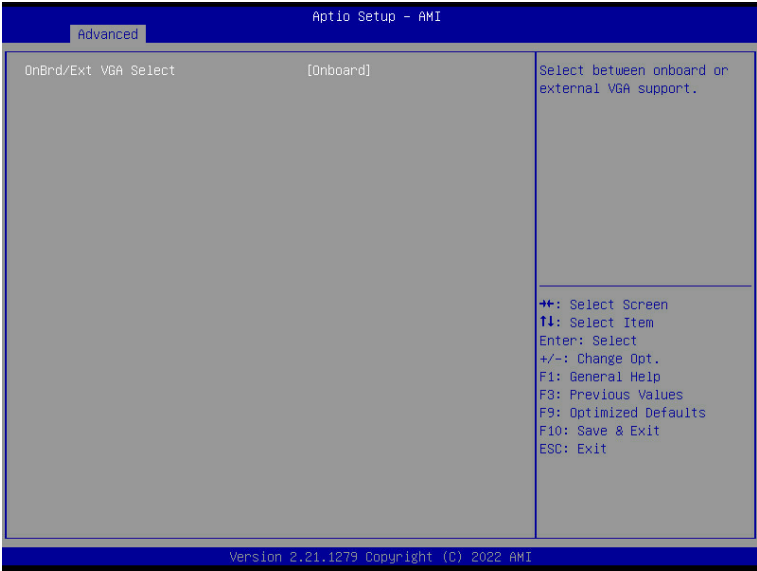 Aptio Setup – AMI
Advanced
OnBrd/Ext VGA Select [Onboard]
Select between onboard or
external VGA support.
→←: Select Screen
↑↓: Select Item
Enter: Select
+/-: Change Opt.
F1: General Help
F3: Previous Values
F9: Optimized Defaults
F10: Save & Exit
ESC: Exit
Version 2.21.1279 Copyright (C) 2022 AMI